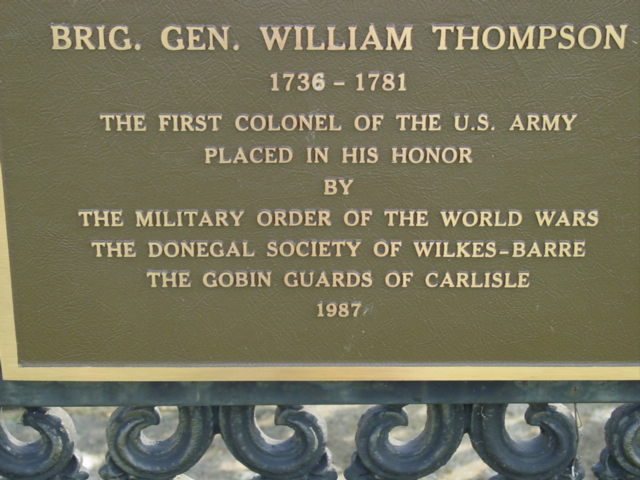 BRIG. GEN. WILLIAM THOMPSON
1736 – 1781
THE FIRST COLONEL OF THE U.S. ARMY
PLACED IN HIS HONOR
BY
THE MILITARY ORDER OF THE WORLD WARS
THE DONEGAL SOCIETY OF WILKES-BARRE
THE GOBIN GUARDS OF CARLISLE
1987